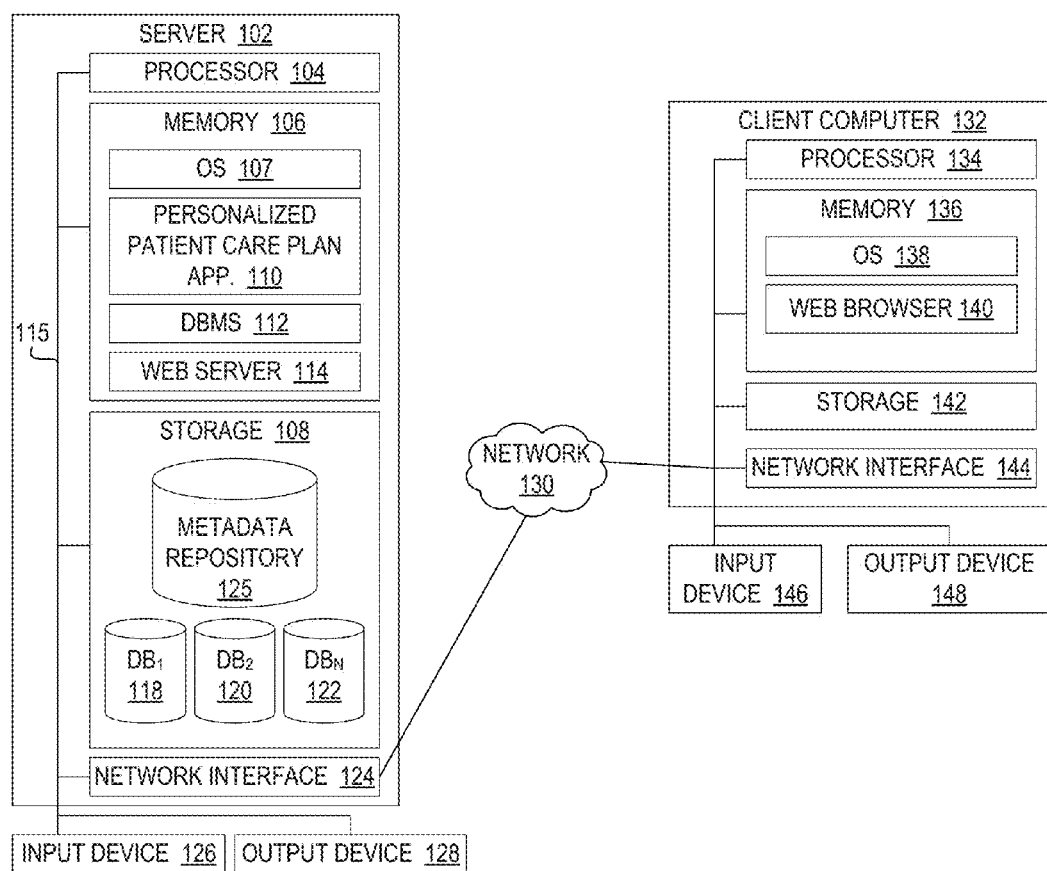 SERVER 102
PROCESSOR 104
MEMORY 106
OS 107
PERSONALIZED
PATIENT CARE PLAN
APP. 110
DBMS 112
WEB SERVER 114
115
STORAGE 108
METADATA
REPOSITORY
125
DB1
118
DB2
120
DBN
122
NETWORK INTERFACE 124
INPUT DEVICE 126
OUTPUT DEVICE 128
NETWORK
130
CLIENT COMPUTER 132
PROCESSOR 134
MEMORY 136
OS 138
WEB BROWSER 140
STORAGE 142
NETWORK INTERFACE 144
INPUT
DEVICE 146
OUTPUT DEVICE
148